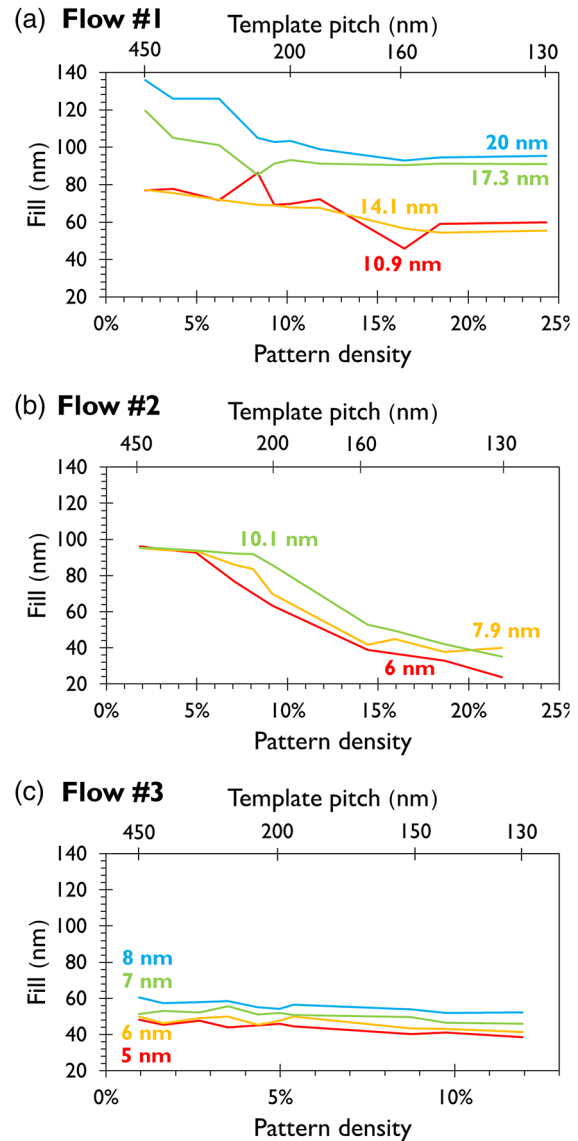 (a) Flow #1
Template pitch (nm)
450 200 160 130
140
120
100
80
60
40
20
Fill (nm)
20 nm
17.3 nm
14.1 nm
10.9 nm
0% 5% 10% 15% 20% 25%
Pattern density
(b) Flow #2
Template pitch (nm)
450 200 160 130
140
120
100
80
60
40
20
Fill (nm)
10.1 nm
7.9 nm
6 nm
0% 5% 10% 15% 20% 25%
Pattern density
(c) Flow #3
Template pitch (nm)
450 200 150 130
140
120
100
80
60
40
20
Fill (nm)
8 nm
7 nm
6 nm
5 nm
0% 5% 10%
Pattern density